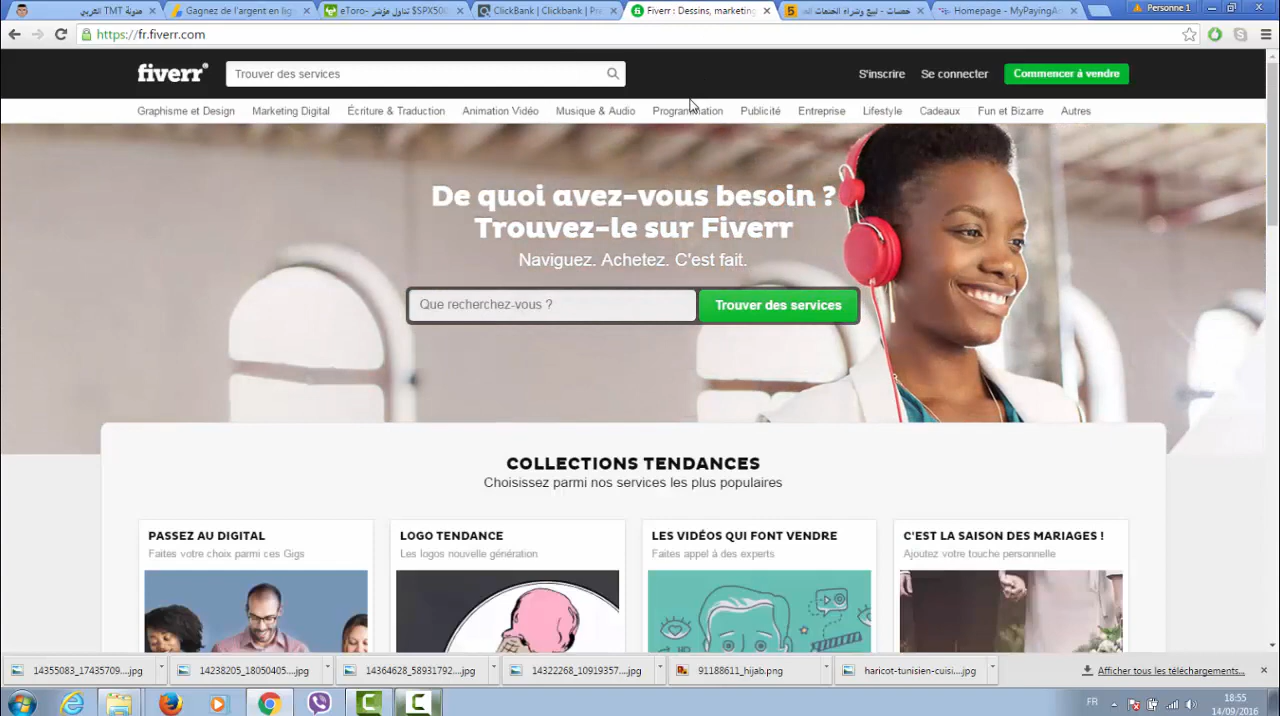 TMT قناة التدريب
Gagnez de l'argent en lig
eToro- $SPX500 تداول مؤشر
ClickBank | Clickbank | Pre
Fiverr : Dessins, marketing
خمسات - لبيع وشراء الخدمات
Homepage - MyPayingAd
Personne 1
https://fr.fiverr.com
fiverr
Trouver des services
S'inscrire
Se connecter
Commencer à vendre
Graphisme et Design
Marketing Digital
Écriture & Traduction
Animation Vidéo
Musique & Audio
Programmation
Publicité
Entreprise
Lifestyle
Cadeaux
Fun et Bizarre
Autres
De quoi avez-vous besoin ?
Trouvez-le sur Fiverr
Naviguez. Achetez. C'est fait.
Que recherchez-vous ?
Trouver des services
COLLECTIONS TENDANCES
Choisissez parmi nos services les plus populaires
PASSEZ AU DIGITAL
Faites votre choix parmi ces Gigs
LOGO TENDANCE
Les logos nouvelle génération
LES VIDÉOS QUI FONT VENDRE
Faites appel à des experts
C'EST LA SAISON DES MARIAGES !
Ajoutez votre touche personnelle
14355083_17435709...jpg
14238205_18050405...jpg
14364628_58931792...jpg
14322268_10919357...jpg
91188611_hijab.png
haricot-tunisien-cuisi...jpg
Afficher tous les téléchargements...
FR
18:55
14/09/2016